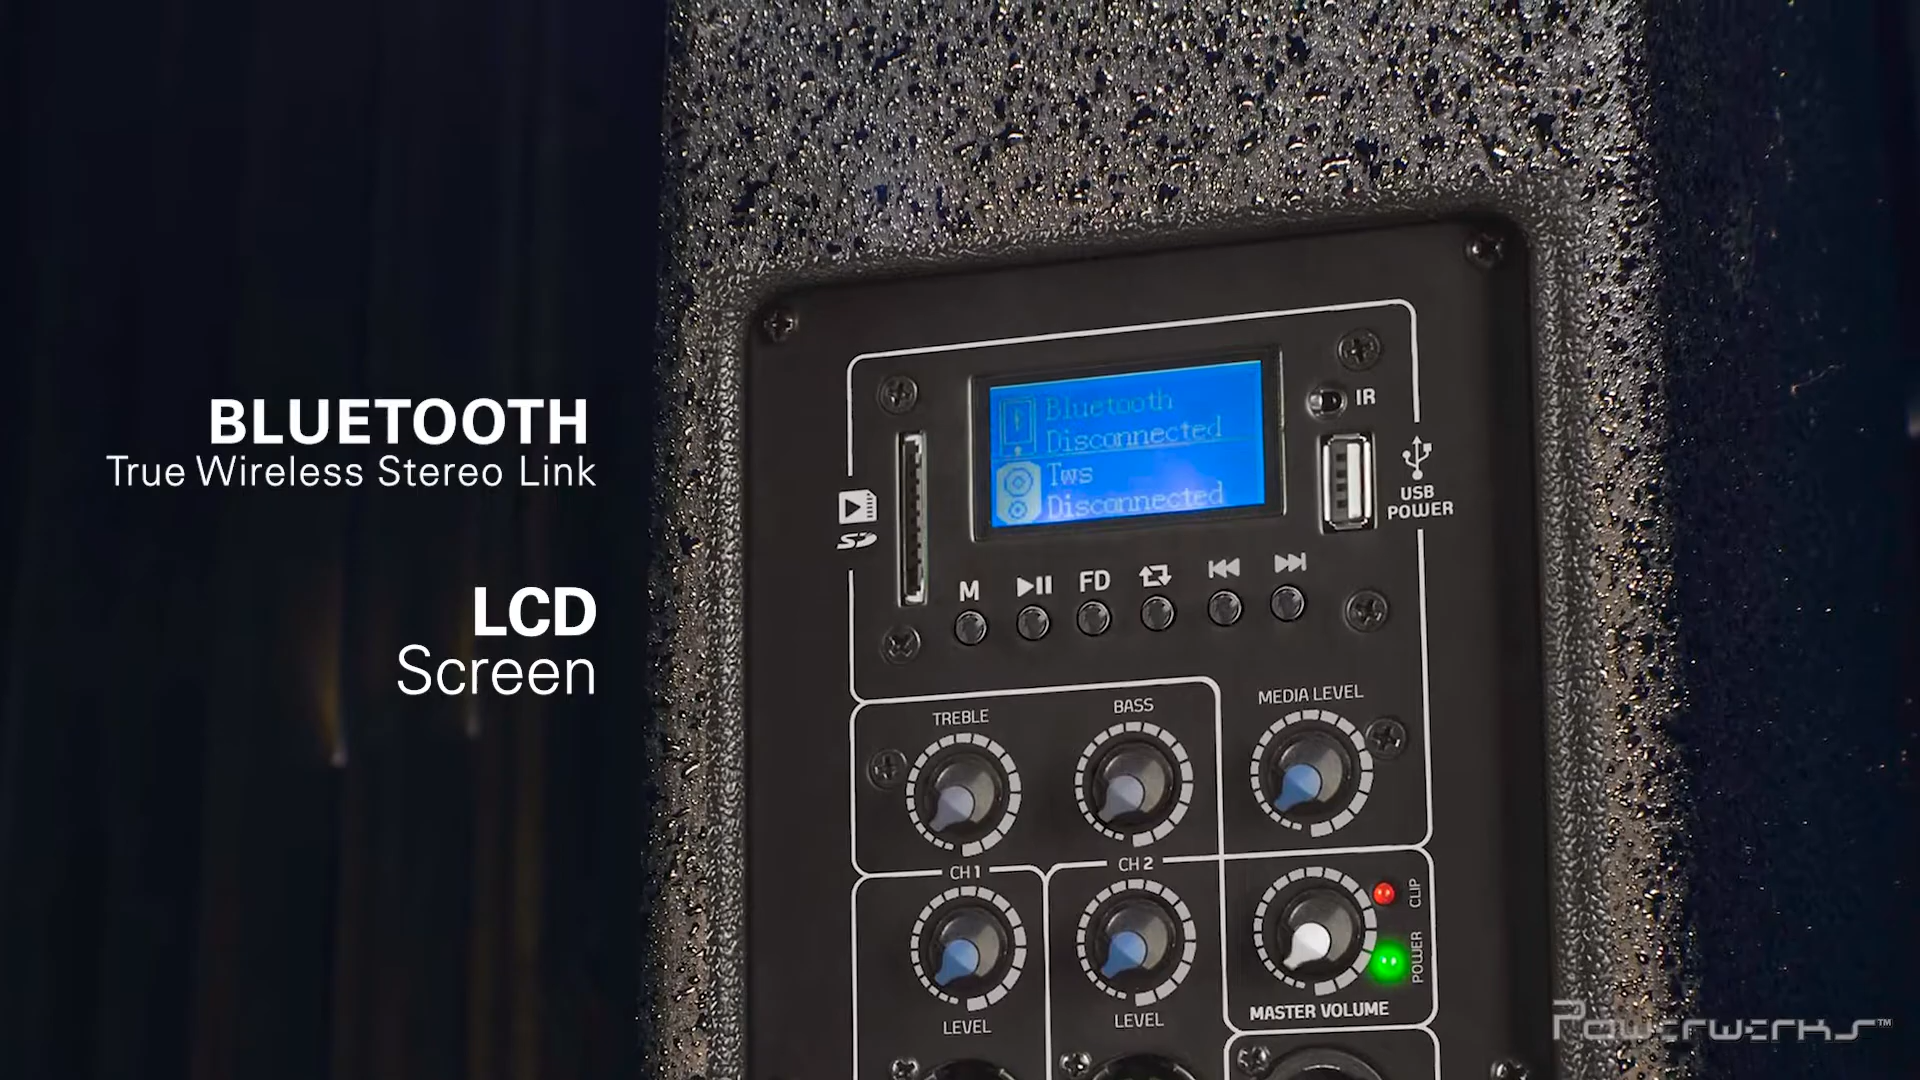 BLUETOOTH
True Wireless Stereo Link
LCD
Screen
Bluetooth
Disconnected
Tws
Disconnected
IR
USB
POWER
SD
M
FD
TREBLE
BASS
MEDIA LEVEL
CH 1
CH 2
CLIP
POWER
LEVEL
LEVEL
MASTER VOLUME
Powerwerks™